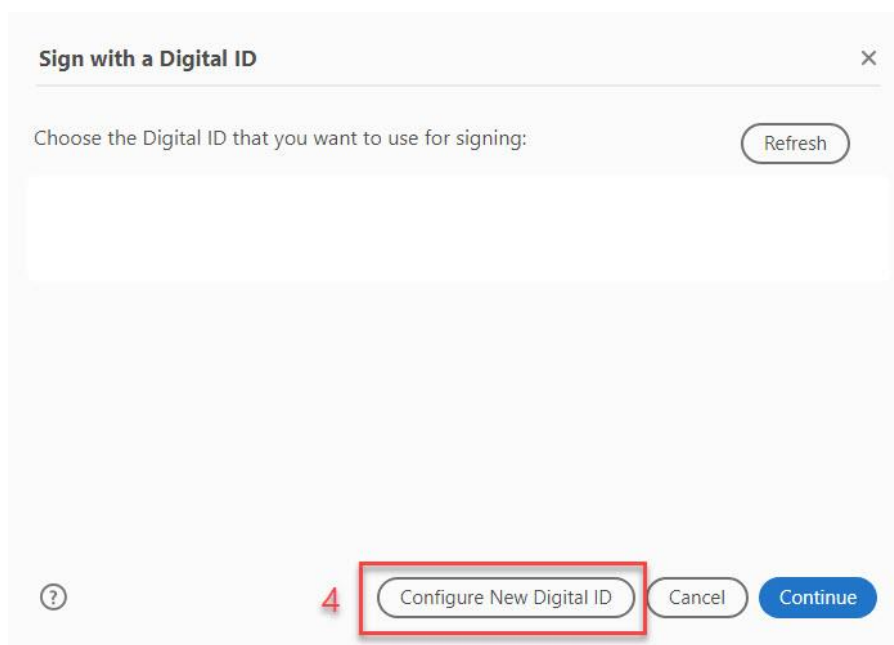 Sign with a Digital ID
Choose the Digital ID that you want to use for signing:
Refresh
4
Configure New Digital ID
Cancel
Continue